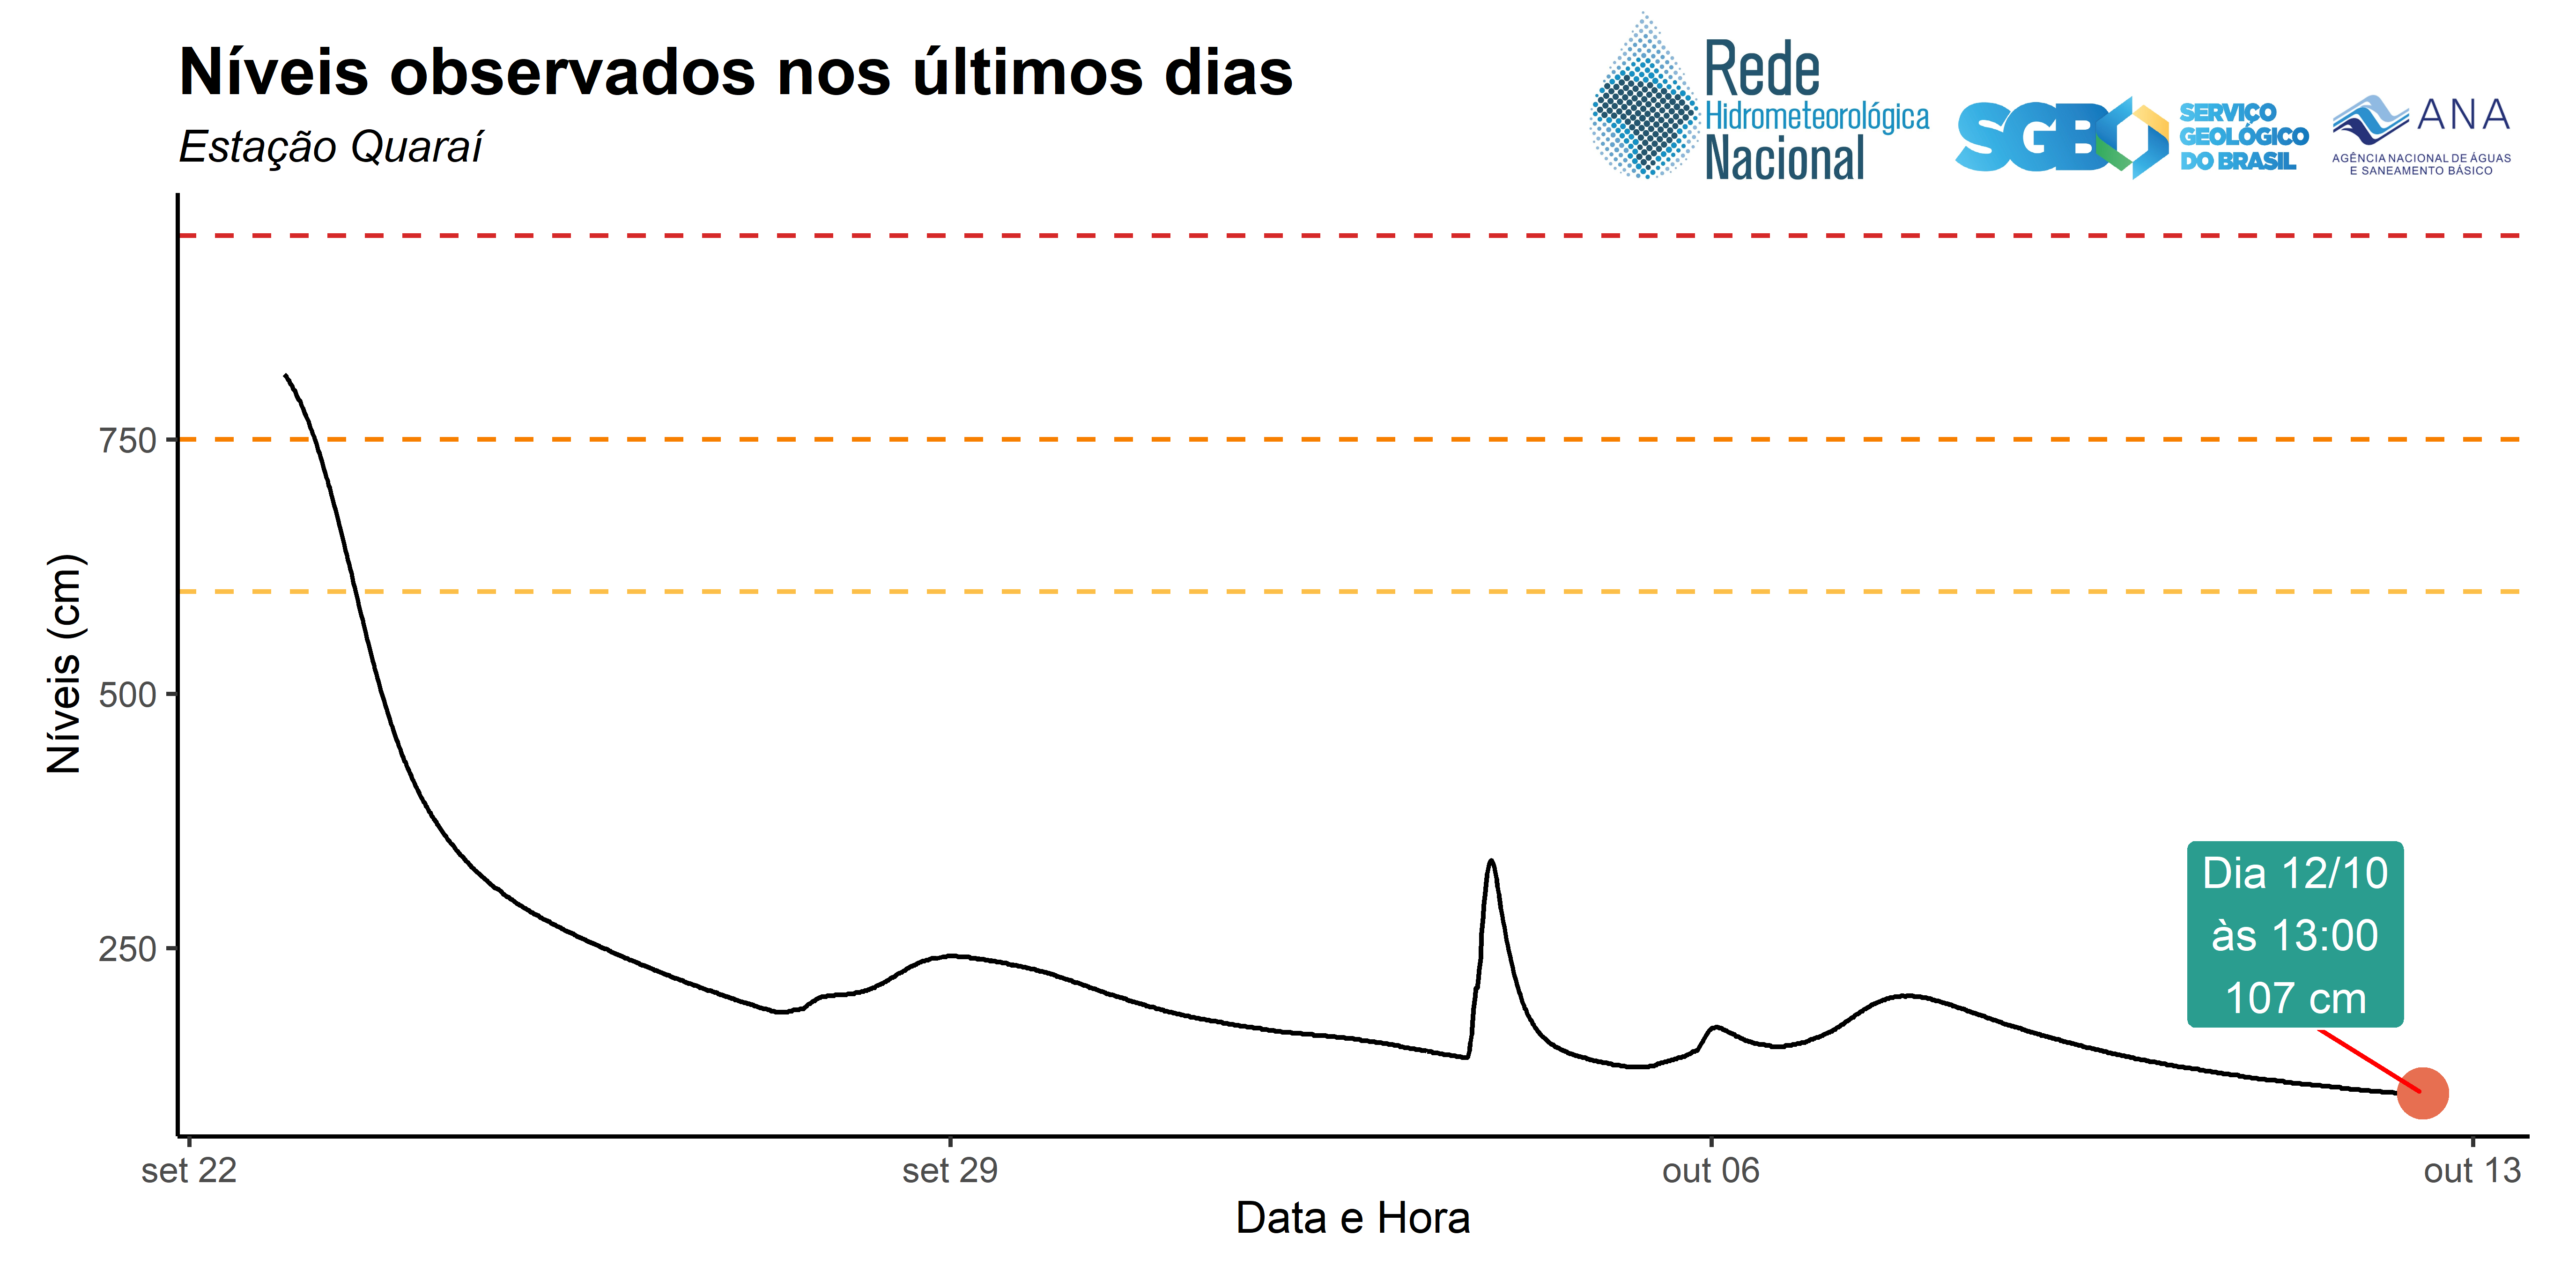 Níveis observados nos últimos dias
Estação Quaraí
Rede
Hidrometeorológica
Nacional
SGB
SERVIÇO
GEOLÓGICO
DO BRASIL
ANA
AGÊNCIA NACIONAL DE ÁGUAS
E SANEAMENTO BÁSICO
Níveis (cm)
750
500
250
Dia 12/10
às 13:00
107 cm
set 22
set 29
out 06
out 13
Data e Hora